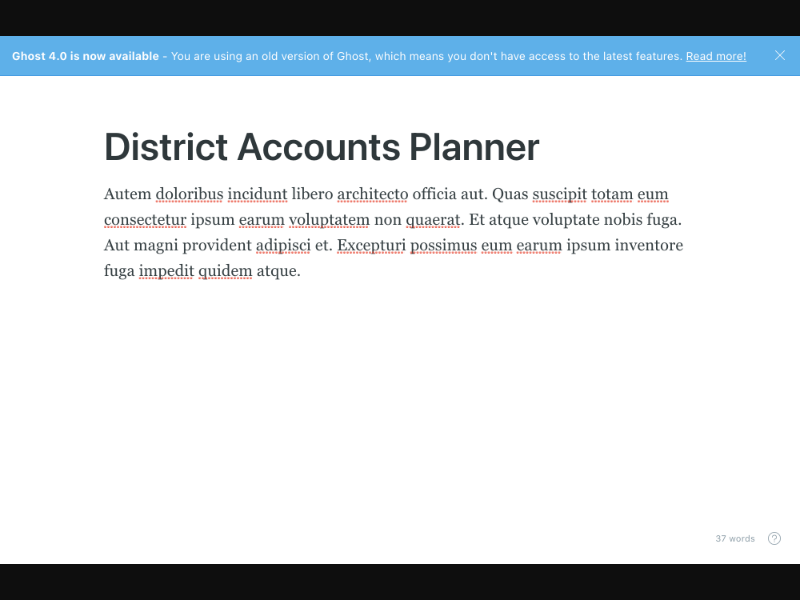 Ghost 4.0 is now available - You are using an old version of Ghost, which means you don't have access to the latest features. Read more!
District Accounts Planner
Autem doloribus incidunt libero architecto officia aut. Quas suscipit totam eum
consectetur ipsum earum voluptatem non quaerat. Et atque voluptate nobis fuga.
Aut magni provident adipisci et. Excepturi possimus eum earum ipsum inventore
fuga impedit quidem atque.
37 words
?